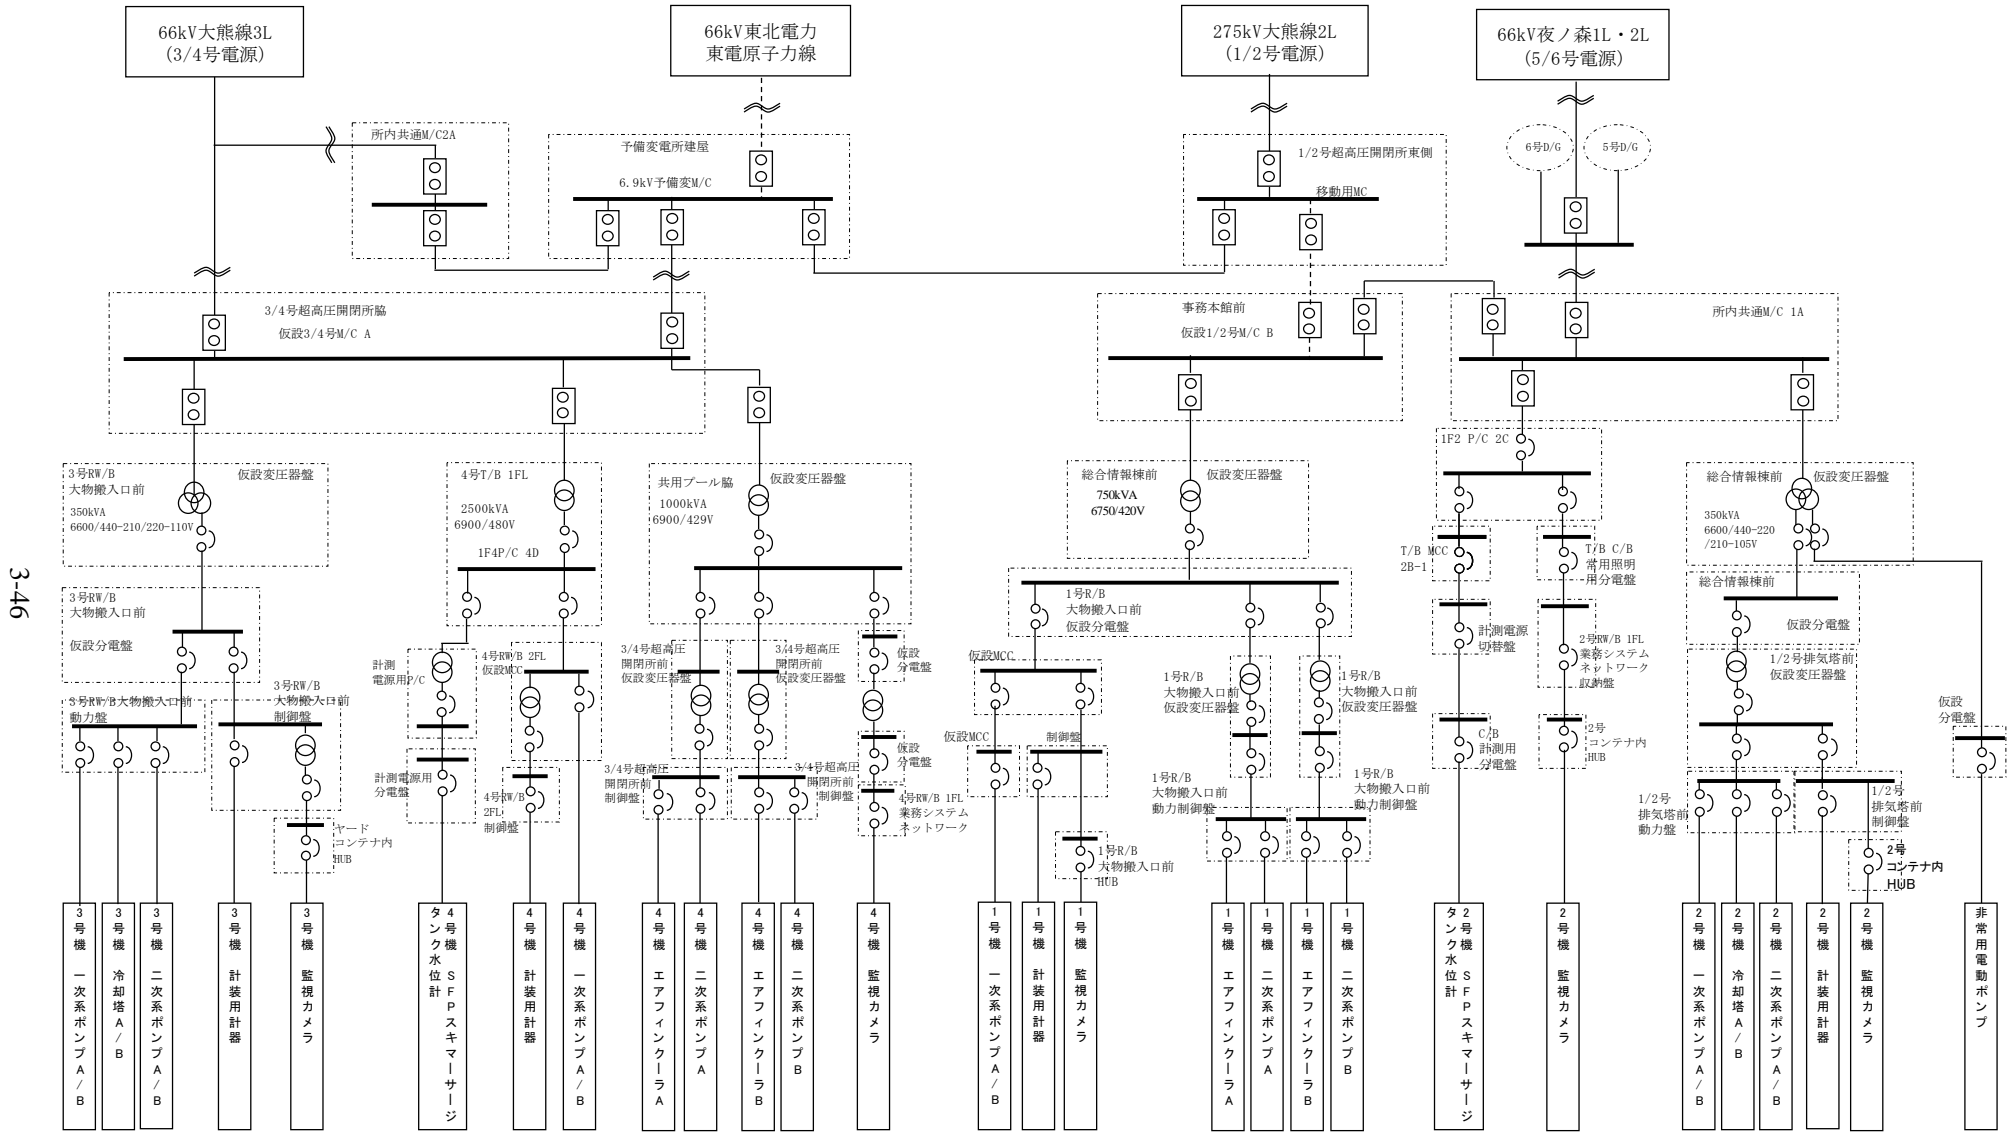 66kV大熊線3L
(3/4号電源)
66kV東北電力
東電原子力線
275kV大熊線2L
(1/2号電源)
66kV夜ノ森1L・2L
(5/6号電源)
所内共通M/C2A
予備変電所建屋
6.9kV予備変M/C
1/2号超高圧開閉所東側
移動用MC
6号D/G
5号D/G
3/4号超高圧開閉所脇
仮設3/4号M/C A
事務本館前
仮設1/2号M/C B
所内共通M/C 1A
3号RW/B
大物搬入口前
仮設変圧器盤
350kVA
6600/440-210/220-110V
4号T/B 1FL
2500kVA
6900/480V
1F4P/C 4D
共用プール脇
仮設変圧器盤
1000kVA
6900/429V
総合情報棟前
仮設変圧器盤
750kVA
6750/420V
1F2 P/C 2C
総合情報棟前
仮設変圧器盤
350kVA
6600/440-220
/210-105V
T/B MCC
2B-1
T/B C/B
常用照明
用分電盤
3号RW/B
大物搬入口前
仮設分電盤
1号R/B
大物搬入口前
仮設分電盤
総合情報棟前
仮設分電盤
計測
電源用P/C
4号RW/B 2FL
仮設MCC
3/4号超高圧
開閉所前
仮設変圧器盤
3/4号超高圧
開閉所前
仮設変圧器盤
仮設
分電盤
仮設MCC
計測電源
切替盤
2号RW/B 1FL
業務システム
ネットワーク
収納盤
1/2号排気塔前
仮設変圧器盤
3号RW/B大物搬入口前
動力盤
3号RW/B
大物搬入口前
制御盤
1号R/B
大物搬入口前
仮設変圧器盤
1号R/B
大物搬入口前
仮設変圧器盤
仮設
分電盤
仮設MCC
制御盤
仮設
分電盤
C/B
計測用
分電盤
2号
コンテナ内
HUB
計測電源用
分電盤
4号RW/B
2FL
制御盤
3/4号超高圧
開閉所前
制御盤
3/4号超高圧
開閉所前
制御盤
4号RW/B 1FL
業務システム
ネットワーク
1号R/B
大物搬入口前
動力制御盤
1号R/B
大物搬入口前
動力制御盤
1/2号
排気塔前
動力盤
1/2号
排気塔前
制御盤
ヤード
コンテナ内
HUB
1号R/B
大物搬入口前
HUB
2号
コンテナ内
HUB
3号機 一次系ポンプA/B
3号機 冷却塔A/B
3号機 二次系ポンプA/B
3号機 計装用計器
3号機 監視カメラ
4号機 SFPスキマーサージ
タンク水位計
4号機 計装用計器
4号機 一次系ポンプA/B
4号機 エアフィンクーラA
4号機 二次系ポンプA
4号機 エアフィンクーラB
4号機 二次系ポンプB
4号機 監視カメラ
1号機 一次系ポンプA/B
1号機 計装用計器
1号機 監視カメラ
1号機 エアフィンクーラA
1号機 二次系ポンプA
1号機 エアフィンクーラB
1号機 二次系ポンプB
2号機 SFPスキマーサージ
タンク水位計
2号機 監視カメラ
2号機 一次系ポンプA/B
2号機 冷却塔A/B
2号機 二次系ポンプA/B
2号機 計装用計器
2号機 監視カメラ
非常用電動ポンプ
3-46